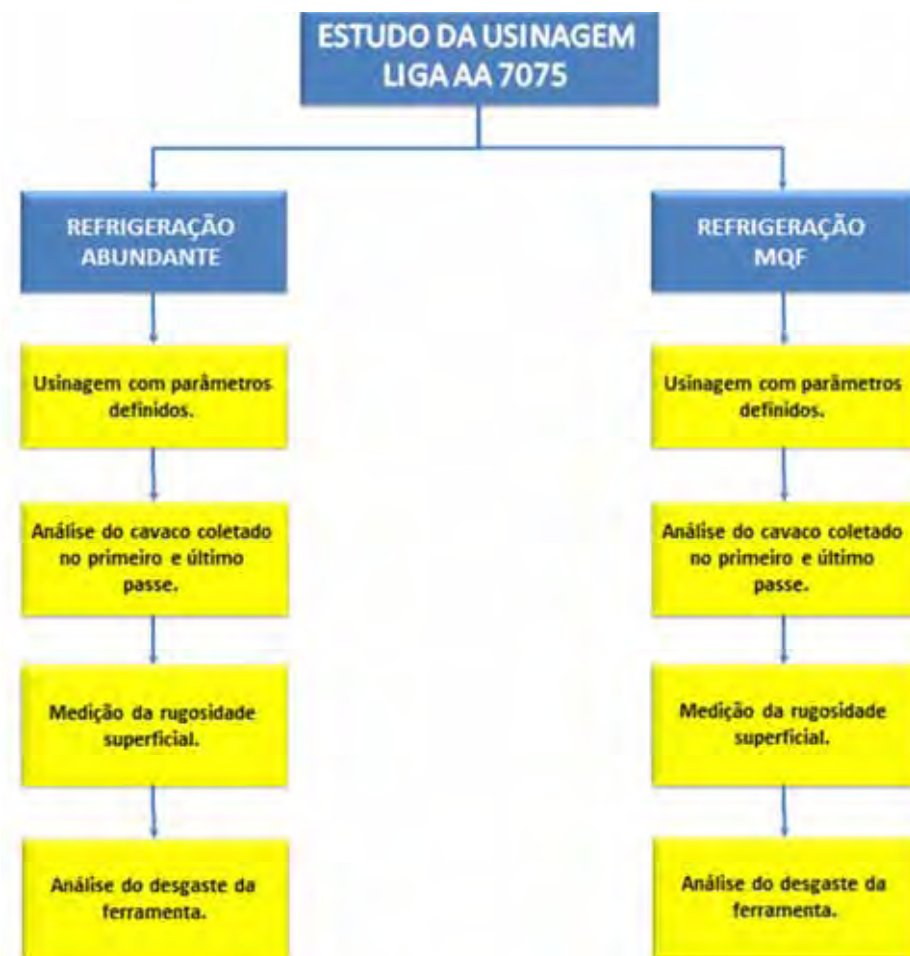 ESTUDO DA USINAGEM
LIGA AA 7075
REFRIGERAÇÃO
ABUNDANTE
Usinagem com parâmetros
definidos.
Análise do cavaco coletado
no primeiro e último
passe.
Medição da rugosidade
superficial.
Análise do desgaste da
ferramenta.
REFRIGERAÇÃO
MQF
Usinagem com parâmetros
definidos.
Análise do cavaco coletado
no primeiro e último
passe.
Medição da rugosidade
superficial.
Análise do desgaste da
ferramenta.